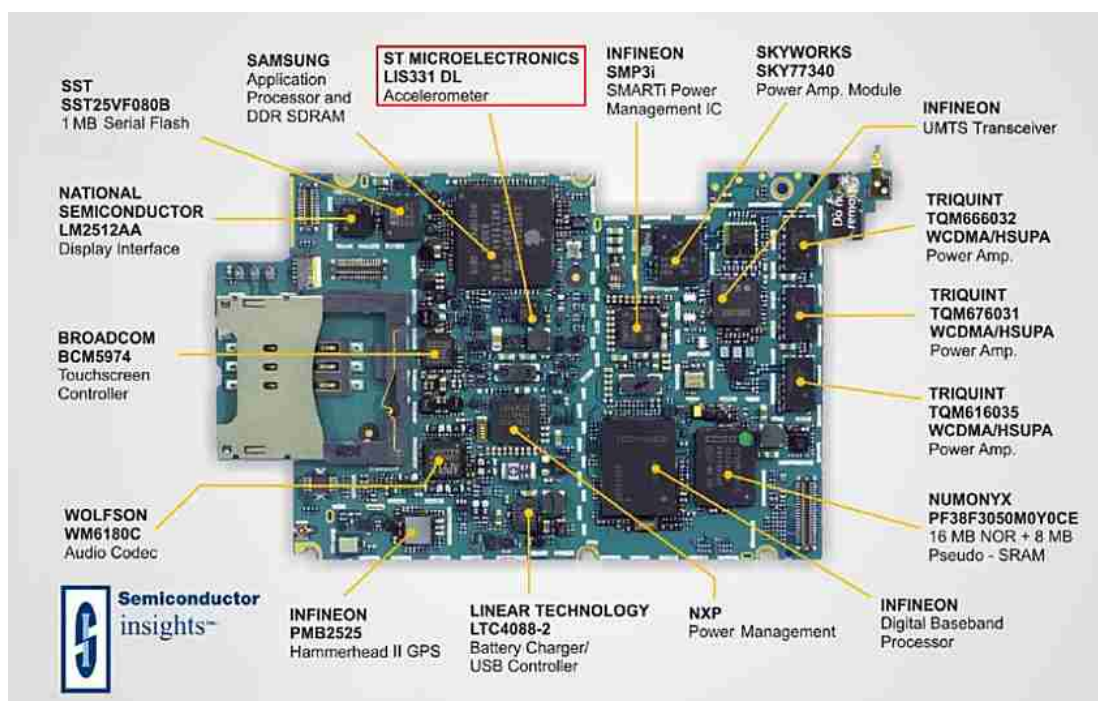 SST
SST25VF080B
1 MB Serial Flash
SAMSUNG
Application
Processor and
DDR SDRAM
ST MICROELECTRONICS
LIS331 DL
Accelerometer
INFINEON
SMP3i
SMARTi Power
Management IC
SKYWORKS
SKY77340
Power Amp. Module
INFINEON
UMTS Transceiver
NATIONAL
SEMICONDUCTOR
LM2512AA
Display Interface
Do not
remove
TRIQUINT
TQM666032
WCDMA/HSUPA
Power Amp.
TRIQUINT
TQM676031
WCDMA/HSUPA
Power Amp.
BROADCOM
BCM5974
Touchscreen
Controller
TRIQUINT
TQM616035
WCDMA/HSUPA
Power Amp.
WOLFSON
WM6180C
Audio Codec
NUMONYX
PF38F3050M0Y0CE
16 MB NOR + 8 MB
Pseudo - SRAM
Semiconductor
insights
INFINEON
PMB2525
Hammerhead II GPS
LINEAR TECHNOLOGY
LTC4088-2
Battery Charger/
USB Controller
NXP
Power Management
INFINEON
Digital Baseband
Processor